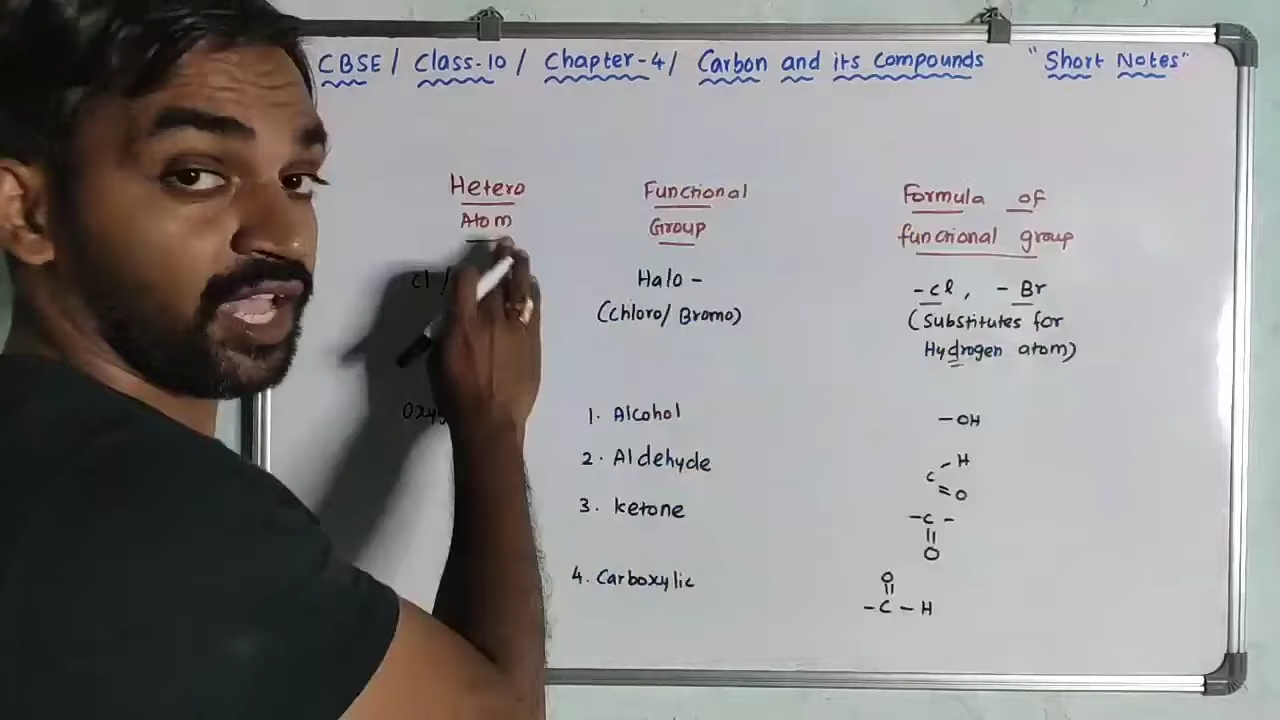 CBSE / Class-10 / Chapter-4 / Carbon and its Compounds "Short Notes"
Hetero Functional Formula of
Atom Group functional group
Cl / Halo - -Cl, -Br
(Chloro/ Bromo) (Substitutes for
Hydrogen atom)
1. Alcohol -OH
2. Aldehyde
H
C
=O
3. ketone
-C-
||
O
4. Carboxylic
O
||
-C-H